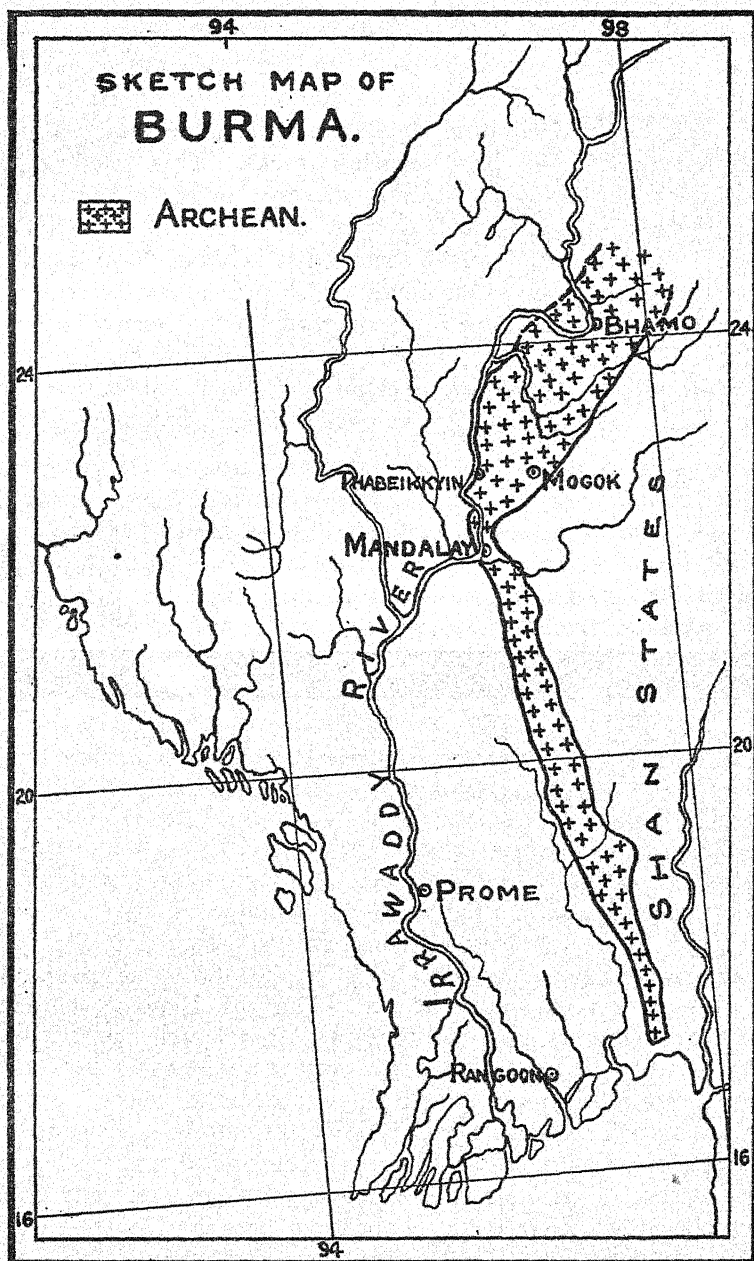 94 98
SKETCH MAP OF
BURMA.
ARCHEAN.
BHAMO
24 24
THABEIKKYIN
MOGOK
MANDALAY
IRRAWADDY RIVER
SHAN STATES
20 20
PROME
RANGOON
16 16
94